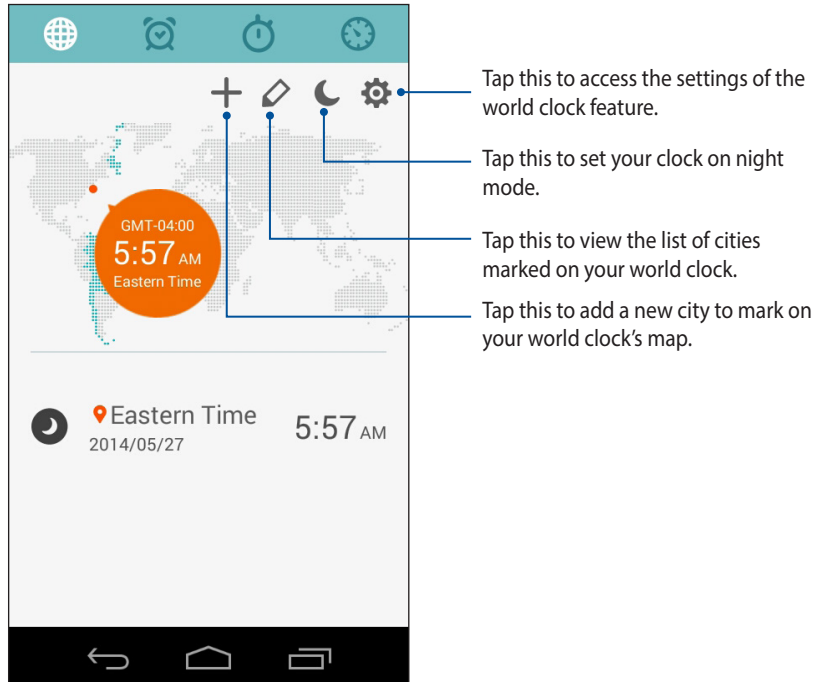 Tap this to access the settings of the
world clock feature.
Tap this to set your clock on night
mode.
Tap this to view the list of cities
marked on your world clock.
Tap this to add a new city to mark on
your world clock’s map.
GMT-04:00
5:57 AM
Eastern Time
Eastern Time
2014/05/27
5:57 AM